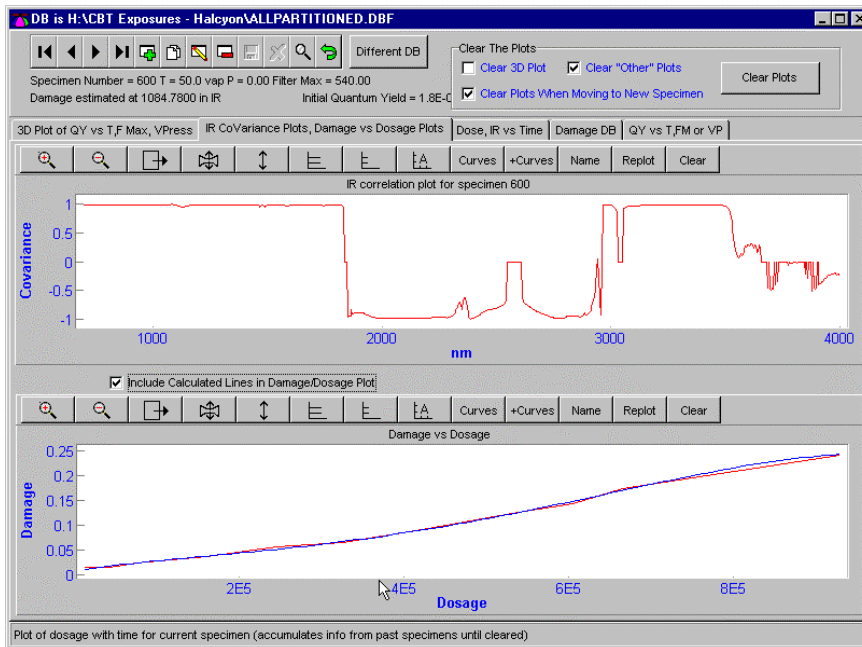 DB is H:\CBT Exposures - Halcyon\ALLPARTITIONED.DBF
Different DB
Specimen Number = 600 T = 50.0 vap P = 0.00 Filter Max = 540.00
Damage estimated at 1084.7800 in IR Initial Quantum Yield = 1.8E-0
Clear The Plots
Clear 3D Plot Clear "Other" Plots
Clear Plots When Moving to New Specimen
Clear Plots
3D Plot of QY vs T,F Max, VPress IR CoVariance Plots, Damage vs Dosage Plots Dose, IR vs Time Damage DB QY vs T,FM or VP
A Curves +Curves Name Replot Clear
IR correlation plot for specimen 600
Covariance
1
0.5
0
-0.5
-1
1000 2000 3000 4000
nm
Include Calculated Lines in Damage/Dosage Plot
A Curves +Curves Name Replot Clear
Damage vs Dosage
Damage
0.25
0.2
0.15
0.1
0.05
0
2E5 4E5 6E5 8E5
Dosage
Plot of dosage with time for current specimen (accumulates info from past specimens until cleared)